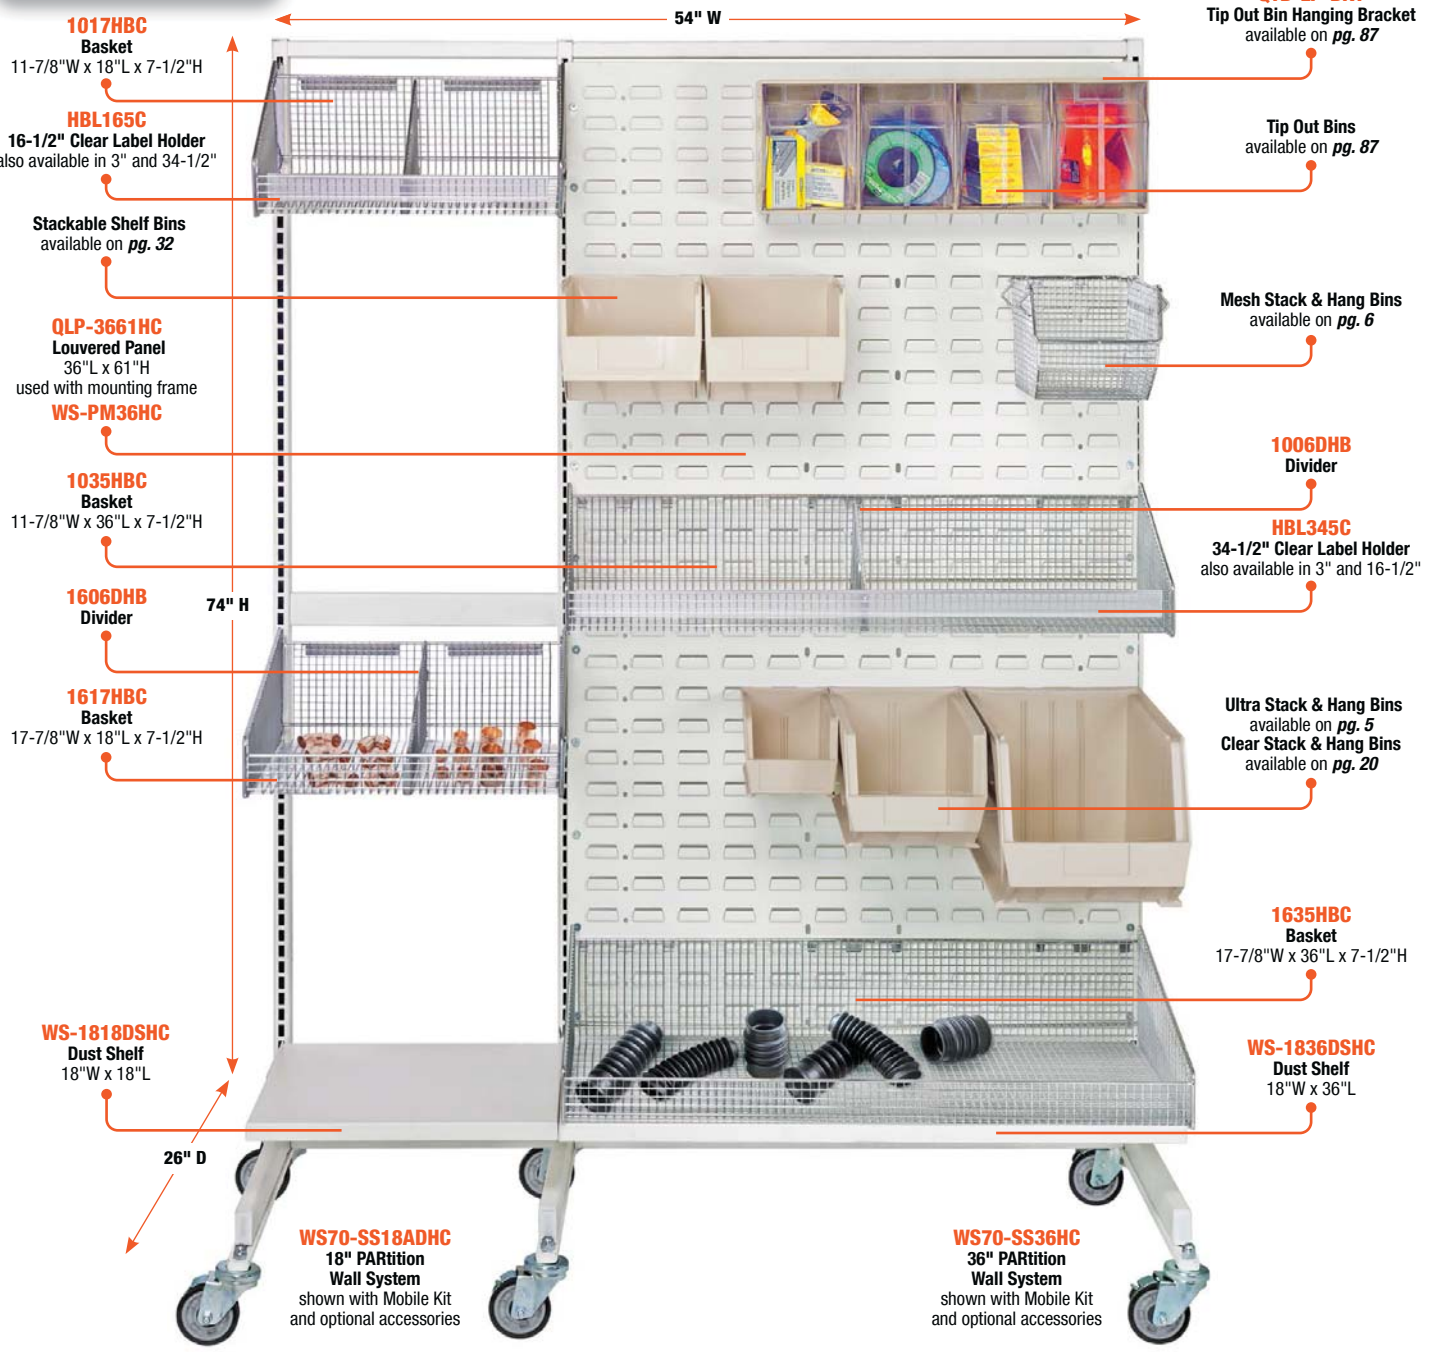 54" W
1017HBC
Basket
11-7/8"W x 18"L x 7-1/2"H
HBL165C
16-1/2" Clear Label Holder
also available in 3" and 34-1/2"
Stackable Shelf Bins
available on pg. 32
QLP-3661HC
Louvered Panel
36"L x 61"H
used with mounting frame
WS-PM36HC
1035HBC
Basket
11-7/8"W x 36"L x 7-1/2"H
1606DHB
Divider
74" H
1617HBC
Basket
17-7/8"W x 18"L x 7-1/2"H
WS-1818DSHC
Dust Shelf
18"W x 18"L
26" D
WS70-SS18ADHC
18" PARtition
Wall System
shown with Mobile Kit
and optional accessories
Tip Out Bin Hanging Bracket
available on pg. 87
Tip Out Bins
available on pg. 87
Mesh Stack & Hang Bins
available on pg. 6
1006DHB
Divider
HBL345C
34-1/2" Clear Label Holder
also available in 3" and 16-1/2"
Ultra Stack & Hang Bins
available on pg. 5
Clear Stack & Hang Bins
available on pg. 20
1635HBC
Basket
17-7/8"W x 36"L x 7-1/2"H
WS-1836DSHC
Dust Shelf
18"W x 36"L
WS70-SS36HC
36" PARtition
Wall System
shown with Mobile Kit
and optional accessories